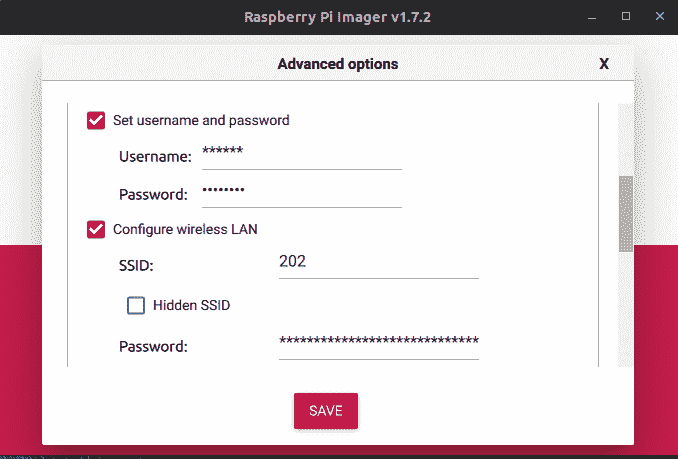 Raspberry Pi Imager v1.7.2
Advanced options X
Set username and password
Username: ******
Password: ••••••••
Configure wireless LAN
SSID: 202
Hidden SSID
Password: *****************************
SAVE